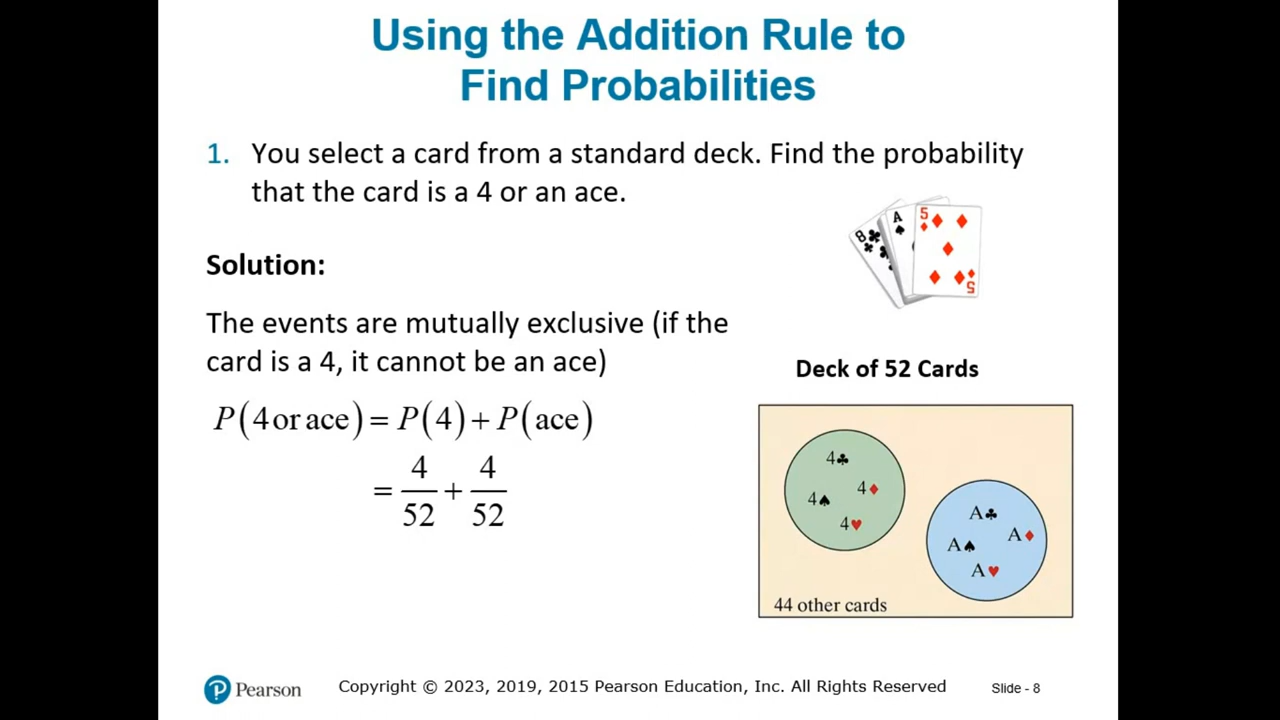 Using the Addition Rule to
Find Probabilities
1. You select a card from a standard deck. Find the probability
that the card is a 4 or an ace.
8♣ A♠ 5♦
5♦
Solution:
The events are mutually exclusive (if the
card is a 4, it cannot be an ace)
P(4 or ace) = P(4) + P(ace)
= 4/52 + 4/52
Deck of 52 Cards
4♣
4♦
4♠
4♥
A♣
A♦
A♠
A♥
44 other cards
P Pearson
Copyright © 2023, 2019, 2015 Pearson Education, Inc. All Rights Reserved
Slide - 8